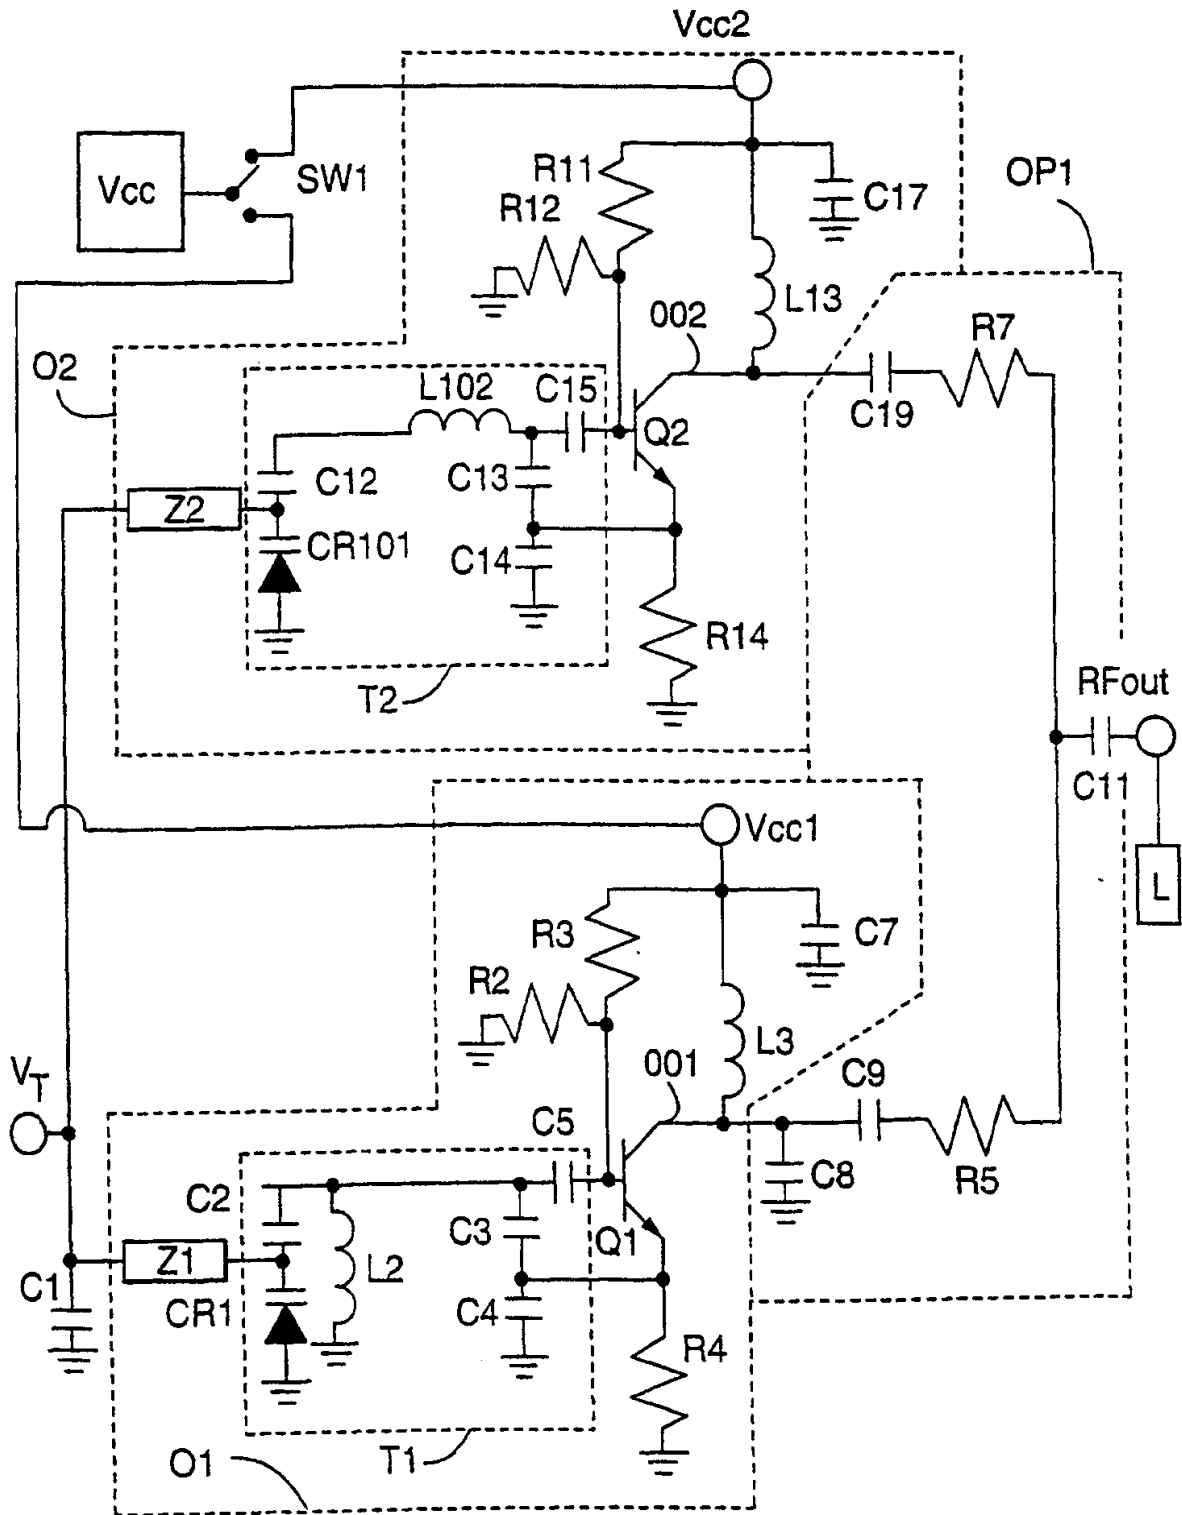 Vcc2
Vcc
SW1
R11
R12
C17
OP1
L13
002
R7
O2
L102
C15
C19
Q2
C12
C13
Z2
CR101
C14
R14
T2
RFout
C11
Vcc1
L
R3
C7
R2
L3
VT
001
C9
C5
C8
R5
C2
C3
Q1
Z1
L2
C1
CR1
C4
R4
T1
O1